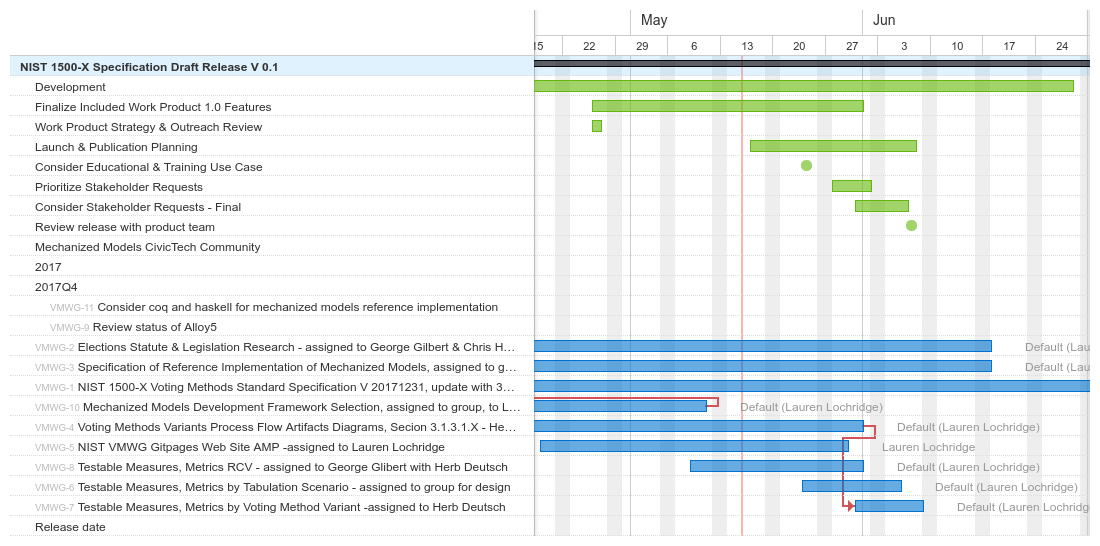 May Jun
15 22 29 6 13 20 27 3 10 17 24
NIST 1500-X Specification Draft Release V 0.1
Development
Finalize Included Work Product 1.0 Features
Work Product Strategy & Outreach Review
Launch & Publication Planning
Consider Educational & Training Use Case
Prioritize Stakeholder Requests
Consider Stakeholder Requests - Final
Review release with product team
Mechanized Models CivicTech Community
2017
2017Q4
VMWG-11 Consider coq and haskell for mechanized models reference implementation
VMWG-9 Review status of Alloy5
VMWG-2 Elections Statute & Legislation Research - assigned to George Gilbert & Chris H... Default (Lau
VMWG-3 Specification of Reference Implementation of Mechanized Models, assigned to g... Default (Lau
VMWG-1 NIST 1500-X Voting Methods Standard Specification V 20171231, update with 3...
VMWG-10 Mechanized Models Development Framework Selection, assigned to group, to L... Default (Lauren Lochridge)
VMWG-4 Voting Methods Variants Process Flow Artifacts Diagrams, Secion 3.1.3.1.X - He... Default (Lauren Lochridge)
VMWG-5 NIST VMWG Gitpages Web Site AMP -assigned to Lauren Lochridge Lauren Lochridge
VMWG-8 Testable Measures, Metrics RCV - assigned to George Glibert with Herb Deutsch Default (Lauren Lochridge)
VMWG-6 Testable Measures, Metrics by Tabulation Scenario - assigned to group for design Default (Lauren Lochridge)
VMWG-7 Testable Measures, Metrics by Voting Method Variant -assigned to Herb Deutsch Default (Lauren Lochridg
Release date